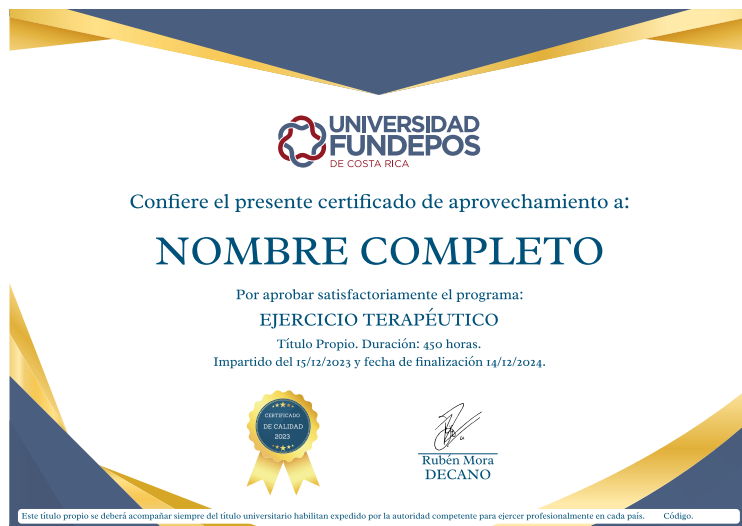 UNIVERSIDAD
FUNDEPOS
DE COSTA RICA
Confiere el presente certificado de aprovechamiento a:
NOMBRE COMPLETO
Por aprobar satisfactoriamente el programa:
EJERCICIO TERAPÉUTICO
Título Propio. Duración: 450 horas.
Impartido del 15/12/2023 y fecha de finalización 14/12/2024.
CERTIFICADO
DE CALIDAD
2023
Rubén Mora
DECANO
Este título propio se deberá acompañar siempre del título universitario habilitan expedido por la autoridad competente para ejercer profesionalmente en cada país. Código.